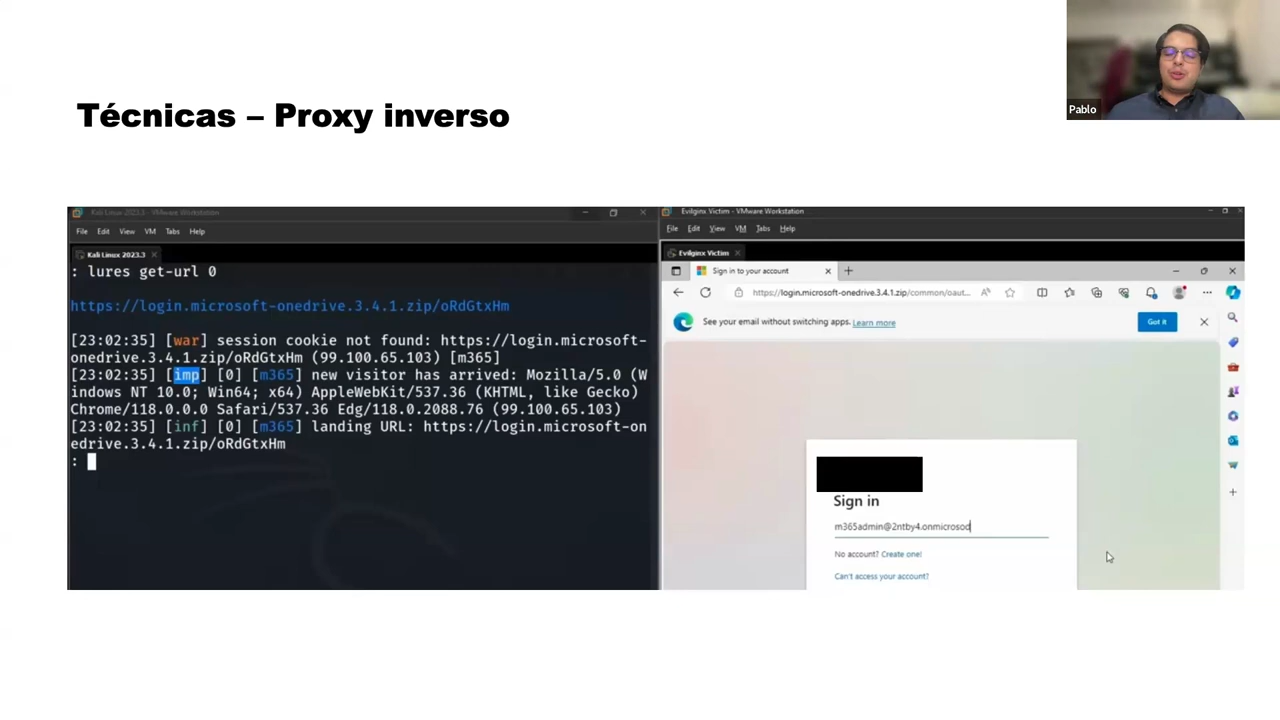 Pablo
Técnicas – Proxy inverso
Kali Linux 2023.3 - VMware Workstation
File Edit View VM Tabs Help
Kali Linux 2023.3
: lures get-url 0
https://login.microsoft-onedrive.3.4.1.zip/oRdGtxHm
[23:02:35] [war] session cookie not found: https://login.microsoft-
onedrive.3.4.1.zip/oRdGtxHm (99.100.65.103) [m365]
[23:02:35] [imp] [0] [m365] new visitor has arrived: Mozilla/5.0 (W
indows NT 10.0; Win64; x64) AppleWebKit/537.36 (KHTML, like Gecko)
Chrome/118.0.0.0 Safari/537.36 Edg/118.0.2088.76 (99.100.65.103)
[23:02:35] [inf] [0] [m365] landing URL: https://login.microsoft-on
edrive.3.4.1.zip/oRdGtxHm
:
Evilginx Victim - VMware Workstation
File Edit View VM Tabs Help
Evilginx Victim
Sign in to your account
https://login.microsoft-onedrive.3.4.1.zip/common/oaut...
See your email without switching apps. Learn more
Got it
Sign in
m365admin@2ntby4.onmicrosod
No account? Create one!
Can't access your account?